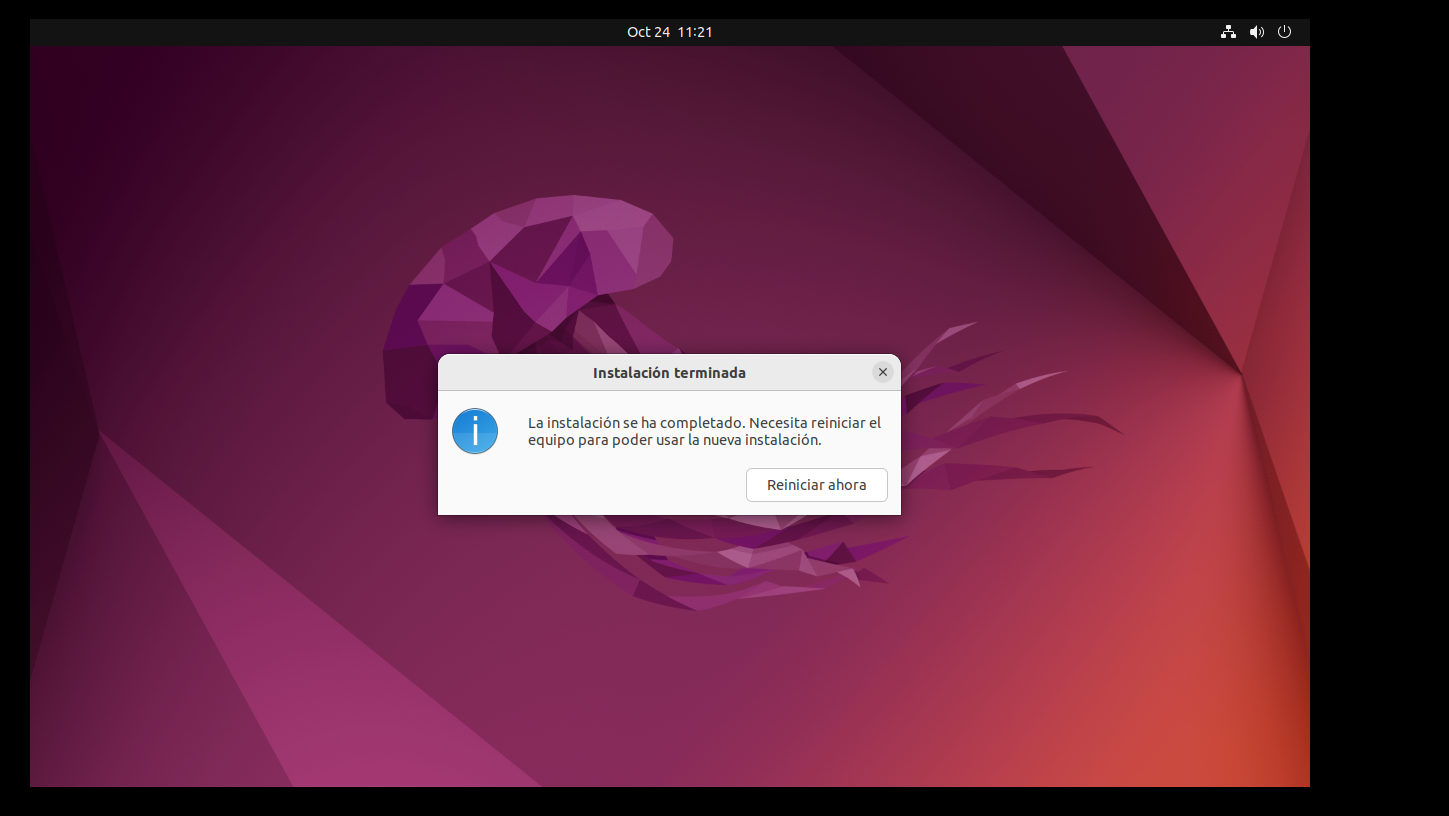 Oct 24 11:21
Instalación terminada
La instalación se ha completado. Necesita reiniciar el
equipo para poder usar la nueva instalación.
Reiniciar ahora